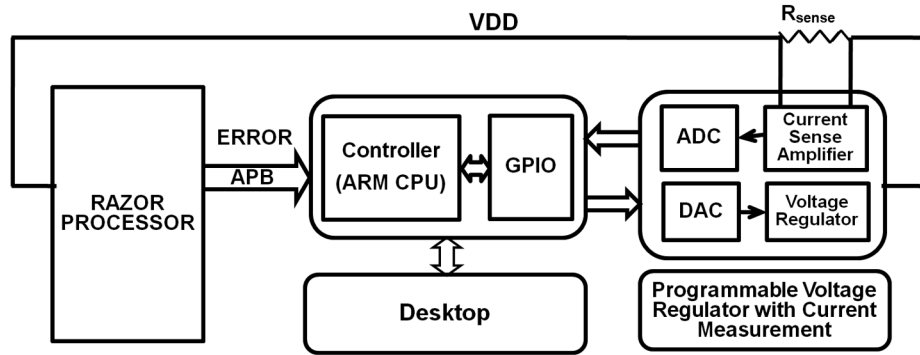 VDD
R_sense
RAZOR
PROCESSOR
ERROR
APB
Controller
(ARM CPU)
GPIO
ADC
Current
Sense
Amplifier
DAC
Voltage
Regulator
Desktop
Programmable Voltage
Regulator with Current
Measurement